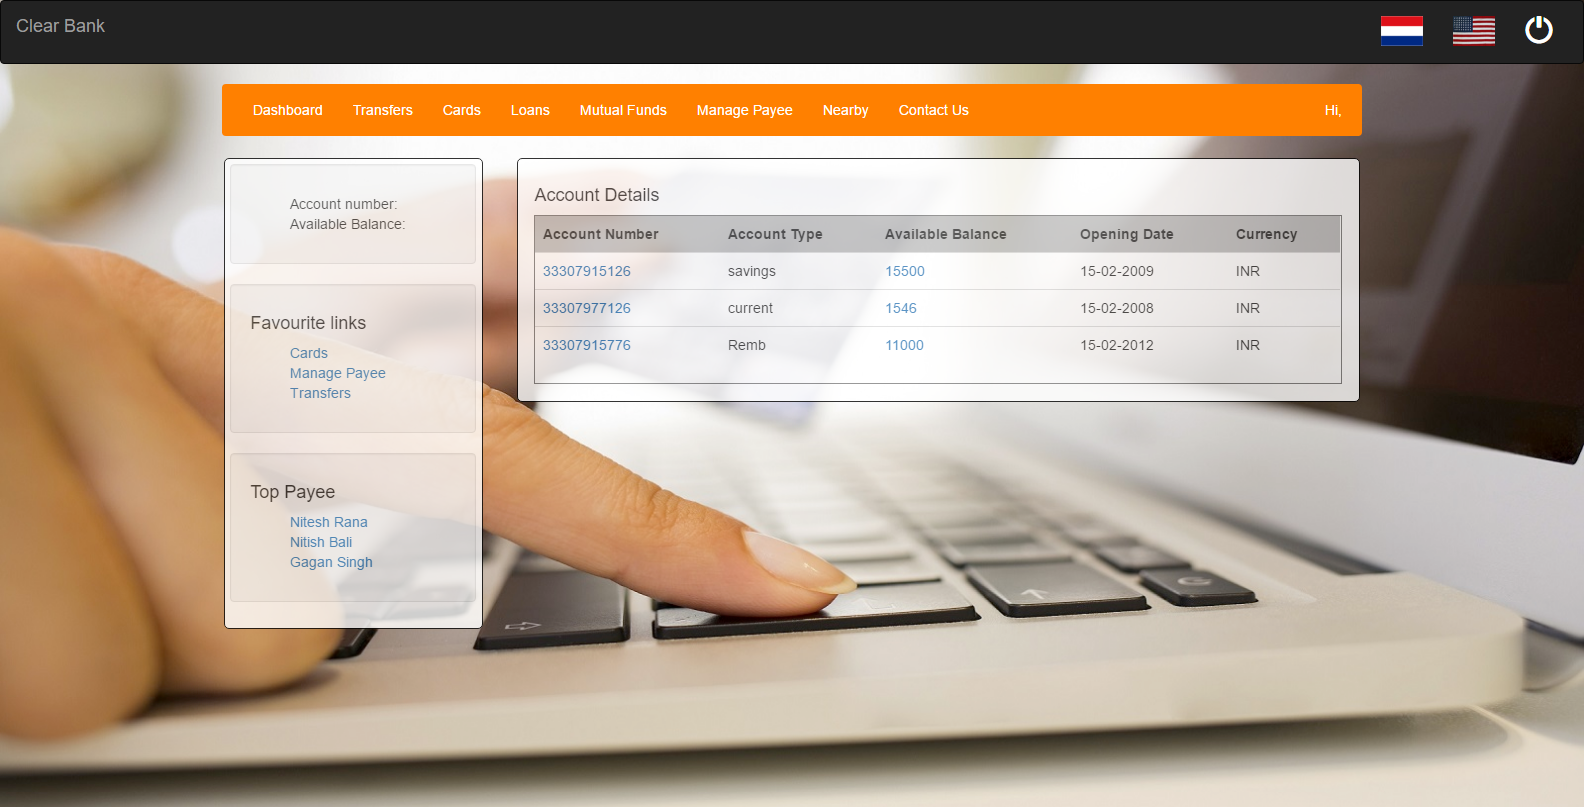 Clear Bank
Dashboard Transfers Cards Loans Mutual Funds Manage Payee Nearby Contact Us Hi,
Account number:
Available Balance:
Favourite links
Cards
Manage Payee
Transfers
Top Payee
Nitesh Rana
Nitish Bali
Gagan Singh
Account Details
Account Number Account Type Available Balance Opening Date Currency
33307915126 savings 15500 15-02-2009 INR
33307977126 current 1546 15-02-2008 INR
33307915776 Remb 11000 15-02-2012 INR